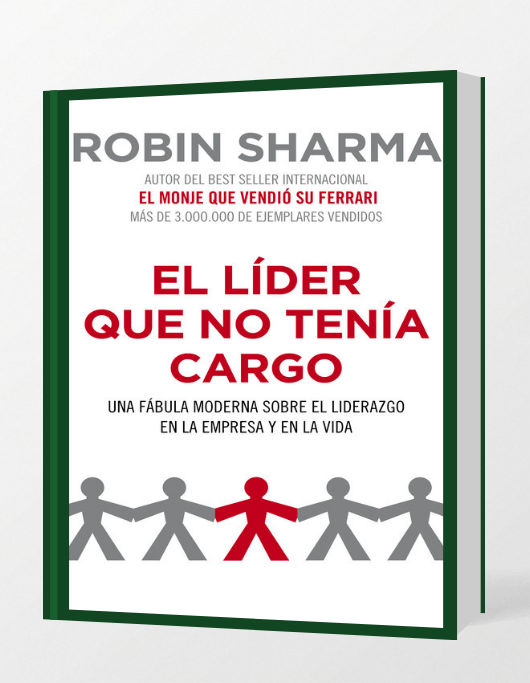 ROBIN SHARMA
AUTOR DEL BEST SELLER INTERNACIONAL
EL MONJE QUE VENDIÓ SU FERRARI
MÁS DE 3.000.000 DE EJEMPLARES VENDIDOS
EL LÍDER
QUE NO TENÍA
CARGO
UNA FÁBULA MODERNA SOBRE EL LIDERAZGO
EN LA EMPRESA Y EN LA VIDA